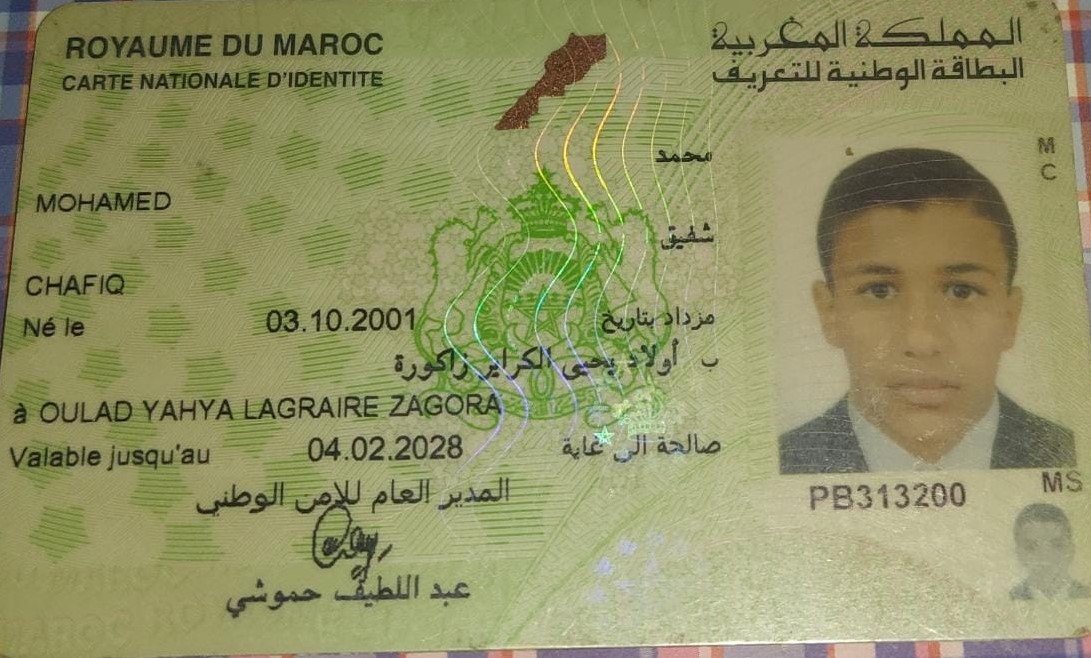 ROYAUME DU MAROC
المملكة المغربية
CARTE NATIONALE D'IDENTITE
البطاقة الوطنية للتعريف
محمد
MOHAMED
شفيق
CHAFIQ
Né le 03.10.2001 مزداد بتاريخ
ب أولاد يحيى الكراير زاكورة
à OULAD YAHYA LAGRAIRE ZAGORA
Valable jusqu'au 04.02.2028 صالحة الى غاية
المدير العام للامن الوطني
عبد اللطيف حموشي
M
C
PB313200
MS
MAROC